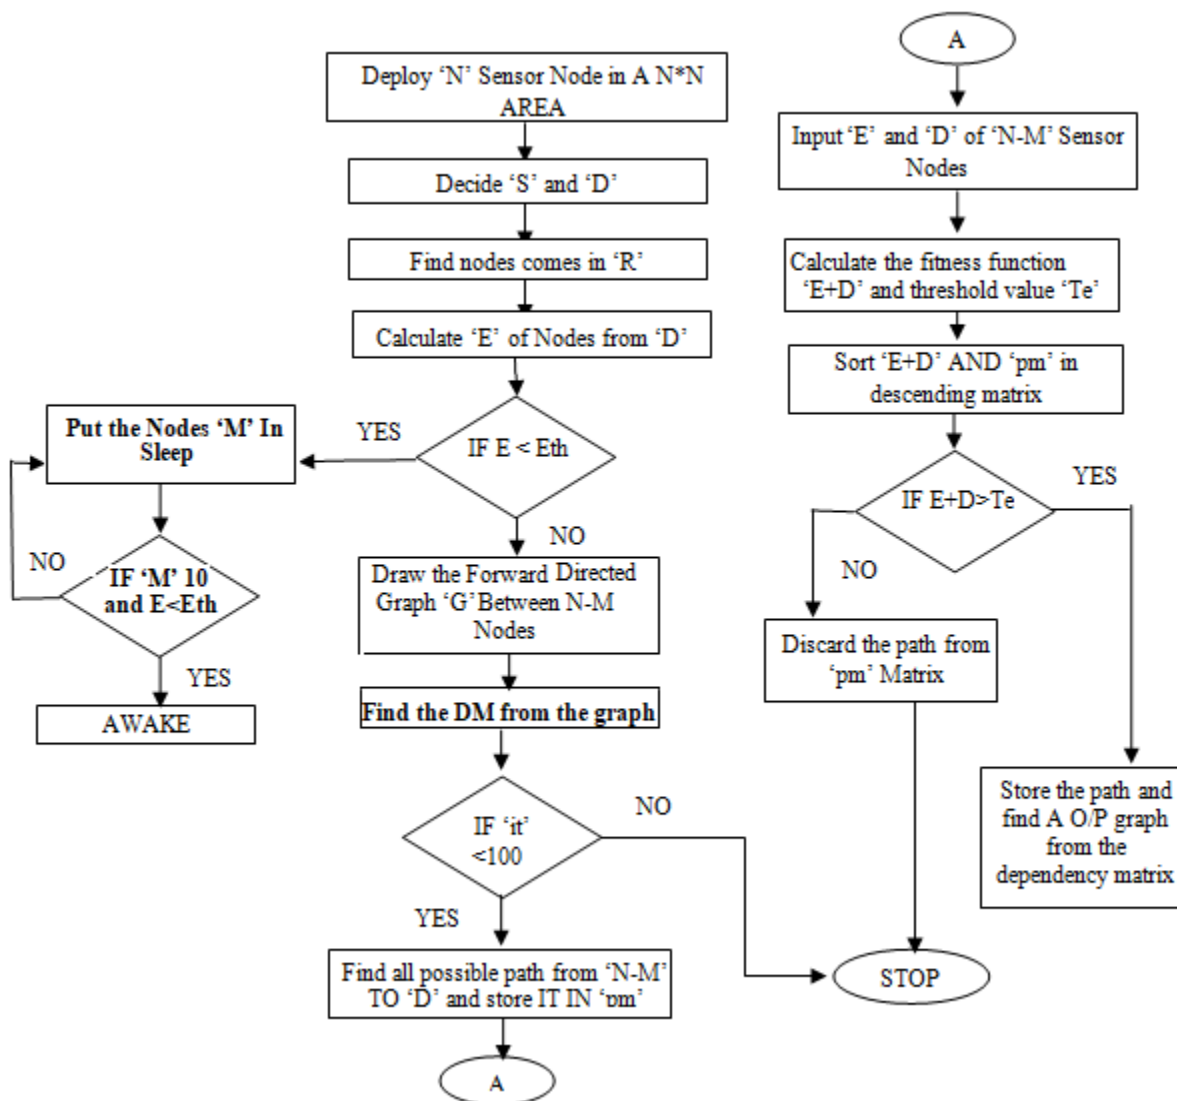 Deploy ‘N’ Sensor Node in A N*N
AREA
Decide ‘S’ and ‘D’
Find nodes comes in ‘R’
Calculate ‘E’ of Nodes from ‘D’
IF E < Eth
YES
NO
Put the Nodes ‘M’ In
Sleep
IF ‘M’ 10
and E<Eth
NO
YES
AWAKE
Draw the Forward Directed
Graph ‘G’Between N-M
Nodes
Find the DM from the graph
IF ‘it’
<100
NO
YES
Find all possible path from ‘N-M’
TO ‘D’ and store IT IN ‘pm’
A
A
Input ‘E’ and ‘D’ of ‘N-M’ Sensor
Nodes
Calculate the fitness function
‘E+D’ and threshold value ‘Te’
Sort ‘E+D’ AND ‘pm’ in
descending matrix
IF E+D>Te
YES
NO
Discard the path from
‘pm’ Matrix
Store the path and
find A O/P graph
from the
dependency matrix
STOP